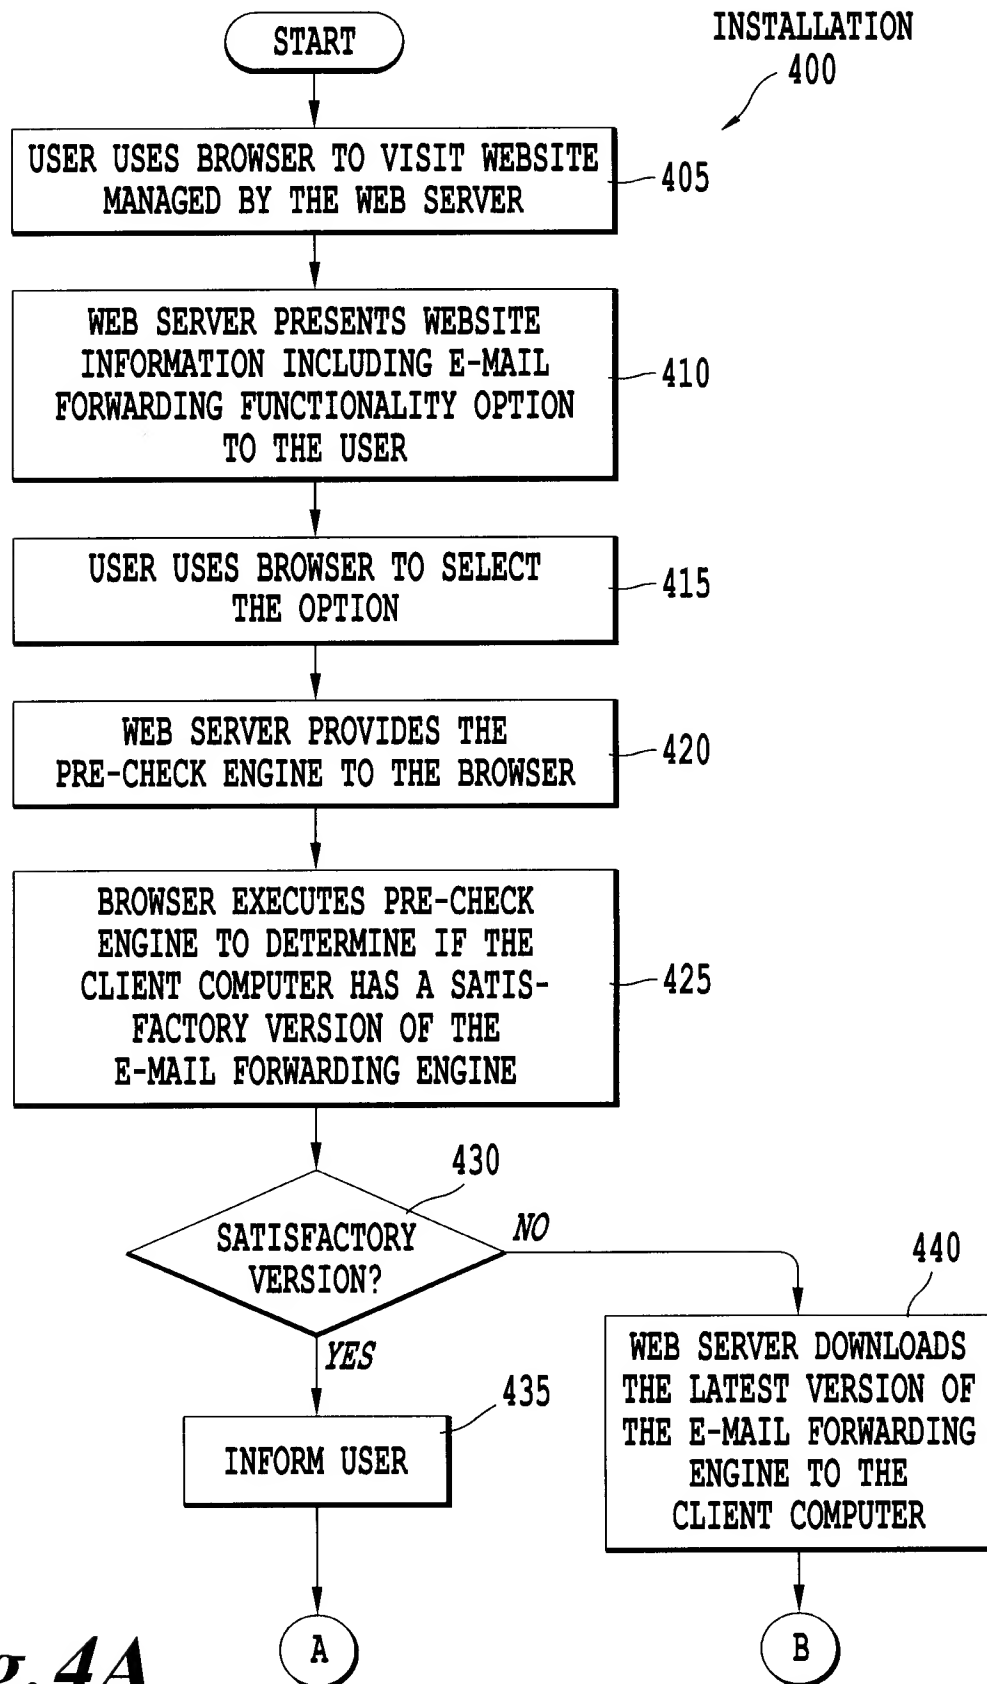 START
INSTALLATION
400
USER USES BROWSER TO VISIT WEBSITE
MANAGED BY THE WEB SERVER
405
WEB SERVER PRESENTS WEBSITE
INFORMATION INCLUDING E-MAIL
FORWARDING FUNCTIONALITY OPTION
TO THE USER
410
USER USES BROWSER TO SELECT
THE OPTION
415
WEB SERVER PROVIDES THE
PRE-CHECK ENGINE TO THE BROWSER
420
BROWSER EXECUTES PRE-CHECK
ENGINE TO DETERMINE IF THE
CLIENT COMPUTER HAS A SATIS-
FACTORY VERSION OF THE
E-MAIL FORWARDING ENGINE
425
430
SATISFACTORY
VERSION?
NO
YES
440
WEB SERVER DOWNLOADS
THE LATEST VERSION OF
THE E-MAIL FORWARDING
ENGINE TO THE
CLIENT COMPUTER
435
INFORM USER
A
B
g. 4A